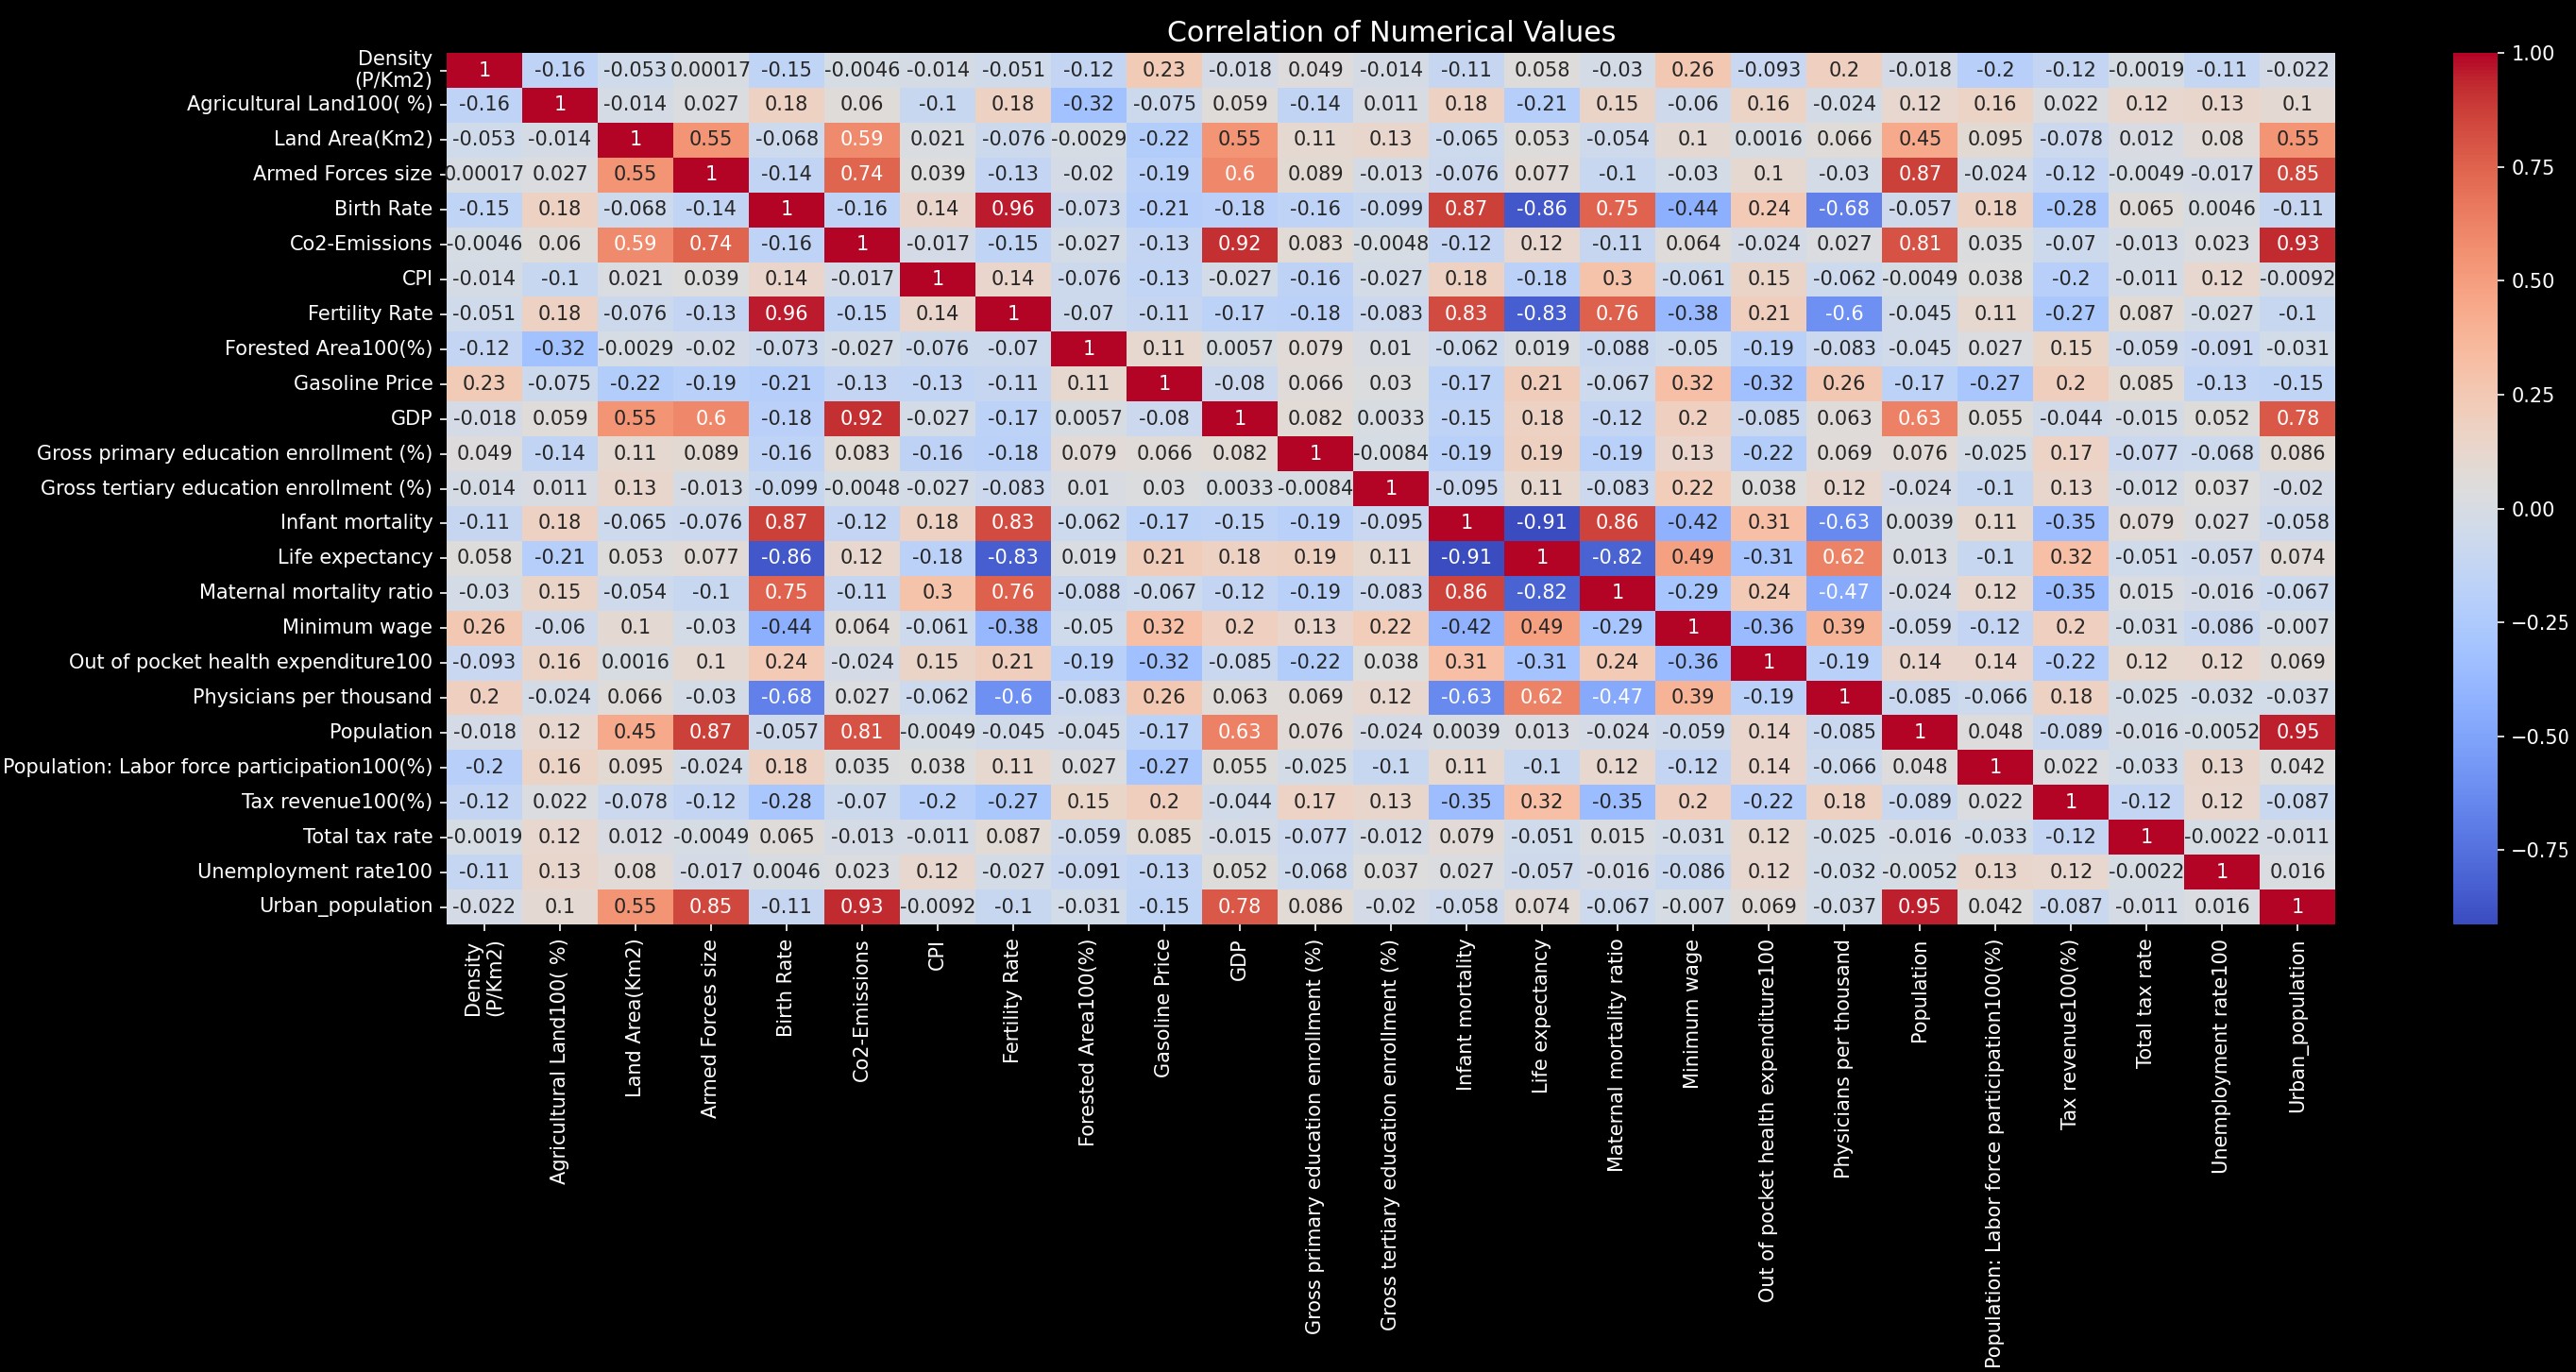 Correlation of Numerical Values
Density
(P/Km2) 1 -0.16 -0.053 0.00017 -0.15 -0.0046 -0.014 -0.051 -0.12 0.23 -0.018 0.049 -0.014 -0.11 0.058 -0.03 0.26 -0.093 0.2 -0.018 -0.2 -0.12 -0.0019 -0.11 -0.022
Agricultural Land100( %) -0.16 1 -0.014 0.027 0.18 0.06 -0.1 0.18 -0.32 -0.075 0.059 -0.14 0.011 0.18 -0.21 0.15 -0.06 0.16 -0.024 0.12 0.16 0.022 0.12 0.13 0.1
Land Area(Km2) -0.053 -0.014 1 0.55 -0.068 0.59 0.021 -0.076 -0.0029 -0.22 0.55 0.11 0.13 -0.065 0.053 -0.054 0.1 0.0016 0.066 0.45 0.095 -0.078 0.012 0.08 0.55
Armed Forces size 0.00017 0.027 0.55 1 -0.14 0.74 0.039 -0.13 -0.02 -0.19 0.6 0.089 -0.013 -0.076 0.077 -0.1 -0.03 0.1 -0.03 0.87 -0.024 -0.12 -0.0049 -0.017 0.85
Birth Rate -0.15 0.18 -0.068 -0.14 1 -0.16 0.14 0.96 -0.073 -0.21 -0.18 -0.16 -0.099 0.87 -0.86 0.75 -0.44 0.24 -0.68 -0.057 0.18 -0.28 0.065 0.0046 -0.11
Co2-Emissions -0.0046 0.06 0.59 0.74 -0.16 1 -0.017 -0.15 -0.027 -0.13 0.92 0.083 -0.0048 -0.12 0.12 -0.11 0.064 -0.024 0.027 0.81 0.035 -0.07 -0.013 0.023 0.93
CPI -0.014 -0.1 0.021 0.039 0.14 -0.017 1 0.14 -0.076 -0.13 -0.027 -0.16 -0.027 0.18 -0.18 0.3 -0.061 0.15 -0.062 -0.0049 0.038 -0.2 -0.011 0.12 -0.0092
Fertility Rate -0.051 0.18 -0.076 -0.13 0.96 -0.15 0.14 1 -0.07 -0.11 -0.17 -0.18 -0.083 0.83 -0.83 0.76 -0.38 0.21 -0.6 -0.045 0.11 -0.27 0.087 -0.027 -0.1
Forested Area100(%) -0.12 -0.32 -0.0029 -0.02 -0.073 -0.027 -0.076 -0.07 1 0.11 0.0057 0.079 0.01 -0.062 0.019 -0.088 -0.05 -0.19 -0.083 -0.045 0.027 0.15 -0.059 -0.091 -0.031
Gasoline Price 0.23 -0.075 -0.22 -0.19 -0.21 -0.13 -0.13 -0.11 0.11 1 -0.08 0.066 0.03 -0.17 0.21 -0.067 0.32 -0.32 0.26 -0.17 -0.27 0.2 0.085 -0.13 -0.15
GDP -0.018 0.059 0.55 0.6 -0.18 0.92 -0.027 -0.17 0.0057 -0.08 1 0.082 0.0033 -0.15 0.18 -0.12 0.2 -0.085 0.063 0.63 0.055 -0.044 -0.015 0.052 0.78
Gross primary education enrollment (%) 0.049 -0.14 0.11 0.089 -0.16 0.083 -0.16 -0.18 0.079 0.066 0.082 1 -0.0084 -0.19 0.19 -0.19 0.13 -0.22 0.069 0.076 -0.025 0.17 -0.077 -0.068 0.086
Gross tertiary education enrollment (%) -0.014 0.011 0.13 -0.013 -0.099 -0.0048 -0.027 -0.083 0.01 0.03 0.0033 -0.0084 1 -0.095 0.11 -0.083 0.22 0.038 0.12 -0.024 -0.1 0.13 -0.012 0.037 -0.02
Infant mortality -0.11 0.18 -0.065 -0.076 0.87 -0.12 0.18 0.83 -0.062 -0.17 -0.15 -0.19 -0.095 1 -0.91 0.86 -0.42 0.31 -0.63 0.0039 0.11 -0.35 0.079 0.027 -0.058
Life expectancy 0.058 -0.21 0.053 0.077 -0.86 0.12 -0.18 -0.83 0.019 0.21 0.18 0.19 0.11 -0.91 1 -0.82 0.49 -0.31 0.62 0.013 -0.1 0.32 -0.051 -0.057 0.074
Maternal mortality ratio -0.03 0.15 -0.054 -0.1 0.75 -0.11 0.3 0.76 -0.088 -0.067 -0.12 -0.19 -0.083 0.86 -0.82 1 -0.29 0.24 -0.47 -0.024 0.12 -0.35 0.015 -0.016 -0.067
Minimum wage 0.26 -0.06 0.1 -0.03 -0.44 0.064 -0.061 -0.38 -0.05 0.32 0.2 0.13 0.22 -0.42 0.49 -0.29 1 -0.36 0.39 -0.059 -0.12 0.2 -0.031 -0.086 -0.007
Out of pocket health expenditure100 -0.093 0.16 0.0016 0.1 0.24 -0.024 0.15 0.21 -0.19 -0.32 -0.085 -0.22 0.038 0.31 -0.31 0.24 -0.36 1 -0.19 0.14 0.14 -0.22 0.12 0.12 0.069
Physicians per thousand 0.2 -0.024 0.066 -0.03 -0.68 0.027 -0.062 -0.6 -0.083 0.26 0.063 0.069 0.12 -0.63 0.62 -0.47 0.39 -0.19 1 -0.085 -0.066 0.18 -0.025 -0.032 -0.037
Population -0.018 0.12 0.45 0.87 -0.057 0.81 -0.0049 -0.045 -0.045 -0.17 0.63 0.076 -0.024 0.0039 0.013 -0.024 -0.059 0.14 -0.085 1 0.048 -0.089 -0.016 -0.0052 0.95
Population: Labor force participation100(%) -0.2 0.16 0.095 -0.024 0.18 0.035 0.038 0.11 0.027 -0.27 0.055 -0.025 -0.1 0.11 -0.1 0.12 -0.12 0.14 -0.066 0.048 1 0.022 -0.033 0.13 0.042
Tax revenue100(%) -0.12 0.022 -0.078 -0.12 -0.28 -0.07 -0.2 -0.27 0.15 0.2 -0.044 0.17 0.13 -0.35 0.32 -0.35 0.2 -0.22 0.18 -0.089 0.022 1 -0.12 0.12 -0.087
Total tax rate -0.0019 0.12 0.012 -0.0049 0.065 -0.013 -0.011 0.087 -0.059 0.085 -0.015 -0.077 -0.012 0.079 -0.051 0.015 -0.031 0.12 -0.025 -0.016 -0.033 -0.12 1 -0.0022 -0.011
Unemployment rate100 -0.11 0.13 0.08 -0.017 0.0046 0.023 0.12 -0.027 -0.091 -0.13 0.052 -0.068 0.037 0.027 -0.057 -0.016 -0.086 0.12 -0.032 -0.0052 0.13 0.12 -0.0022 1 0.016
Urban_population -0.022 0.1 0.55 0.85 -0.11 0.93 -0.0092 -0.1 -0.031 -0.15 0.78 0.086 -0.02 -0.058 0.074 -0.067 -0.007 0.069 -0.037 0.95 0.042 -0.087 -0.011 0.016 1
Density
(P/Km2)
Agricultural Land100( %)
Land Area(Km2)
Armed Forces size
Birth Rate
Co2-Emissions
CPI
Fertility Rate
Forested Area100(%)
Gasoline Price
GDP
Gross primary education enrollment (%)
Gross tertiary education enrollment (%)
Infant mortality
Life expectancy
Maternal mortality ratio
Minimum wage
Out of pocket health expenditure100
Physicians per thousand
Population
Population: Labor force participation100(%)
Tax revenue100(%)
Total tax rate
Unemployment rate100
Urban_population
1.00
0.75
0.50
0.25
0.00
−0.25
−0.50
−0.75